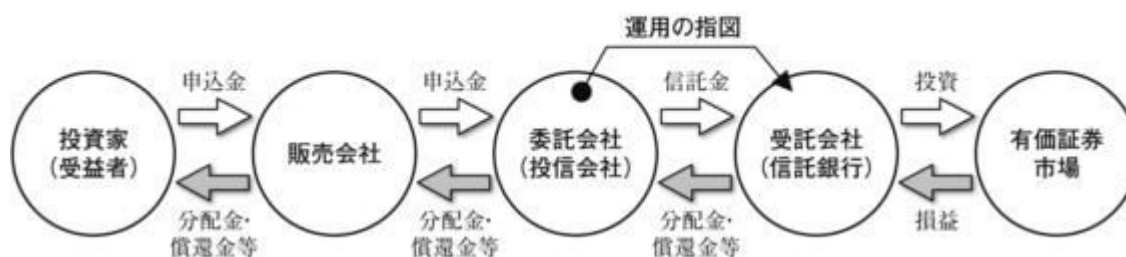 運用の指図
申込金
申込金
信託金
投資
投資家
(受益者)
販売会社
委託会社
(投信会社)
受託会社
(信託銀行)
有価証券
市場
分配金・
償還金等
分配金・
償還金等
分配金・
償還金等
損益